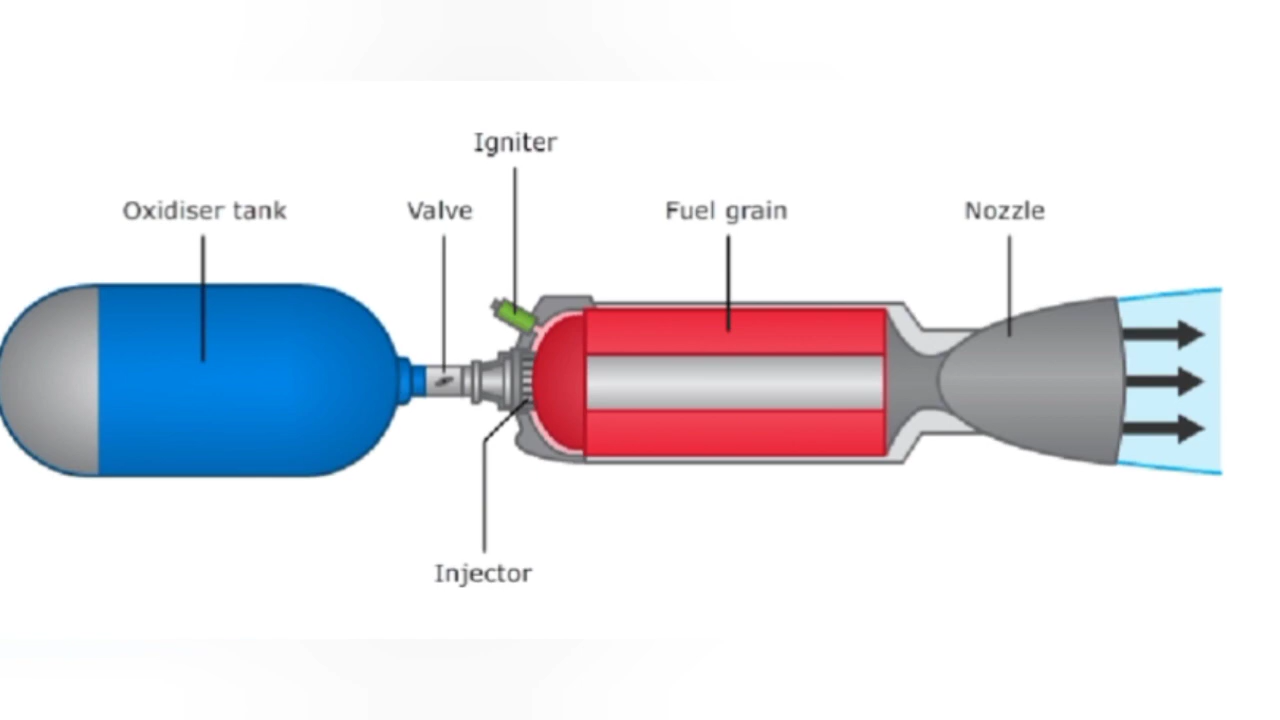 Igniter
Oxidiser tank
Valve
Fuel grain
Nozzle
Injector